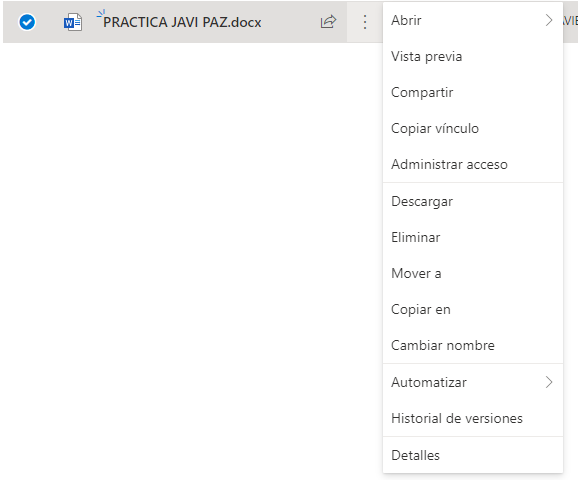 PRACTICA JAVI PAZ.docx
Abrir
Vista previa
Compartir
Copiar vínculo
Administrar acceso
Descargar
Eliminar
Mover a
Copiar en
Cambiar nombre
Automatizar
Historial de versiones
Detalles